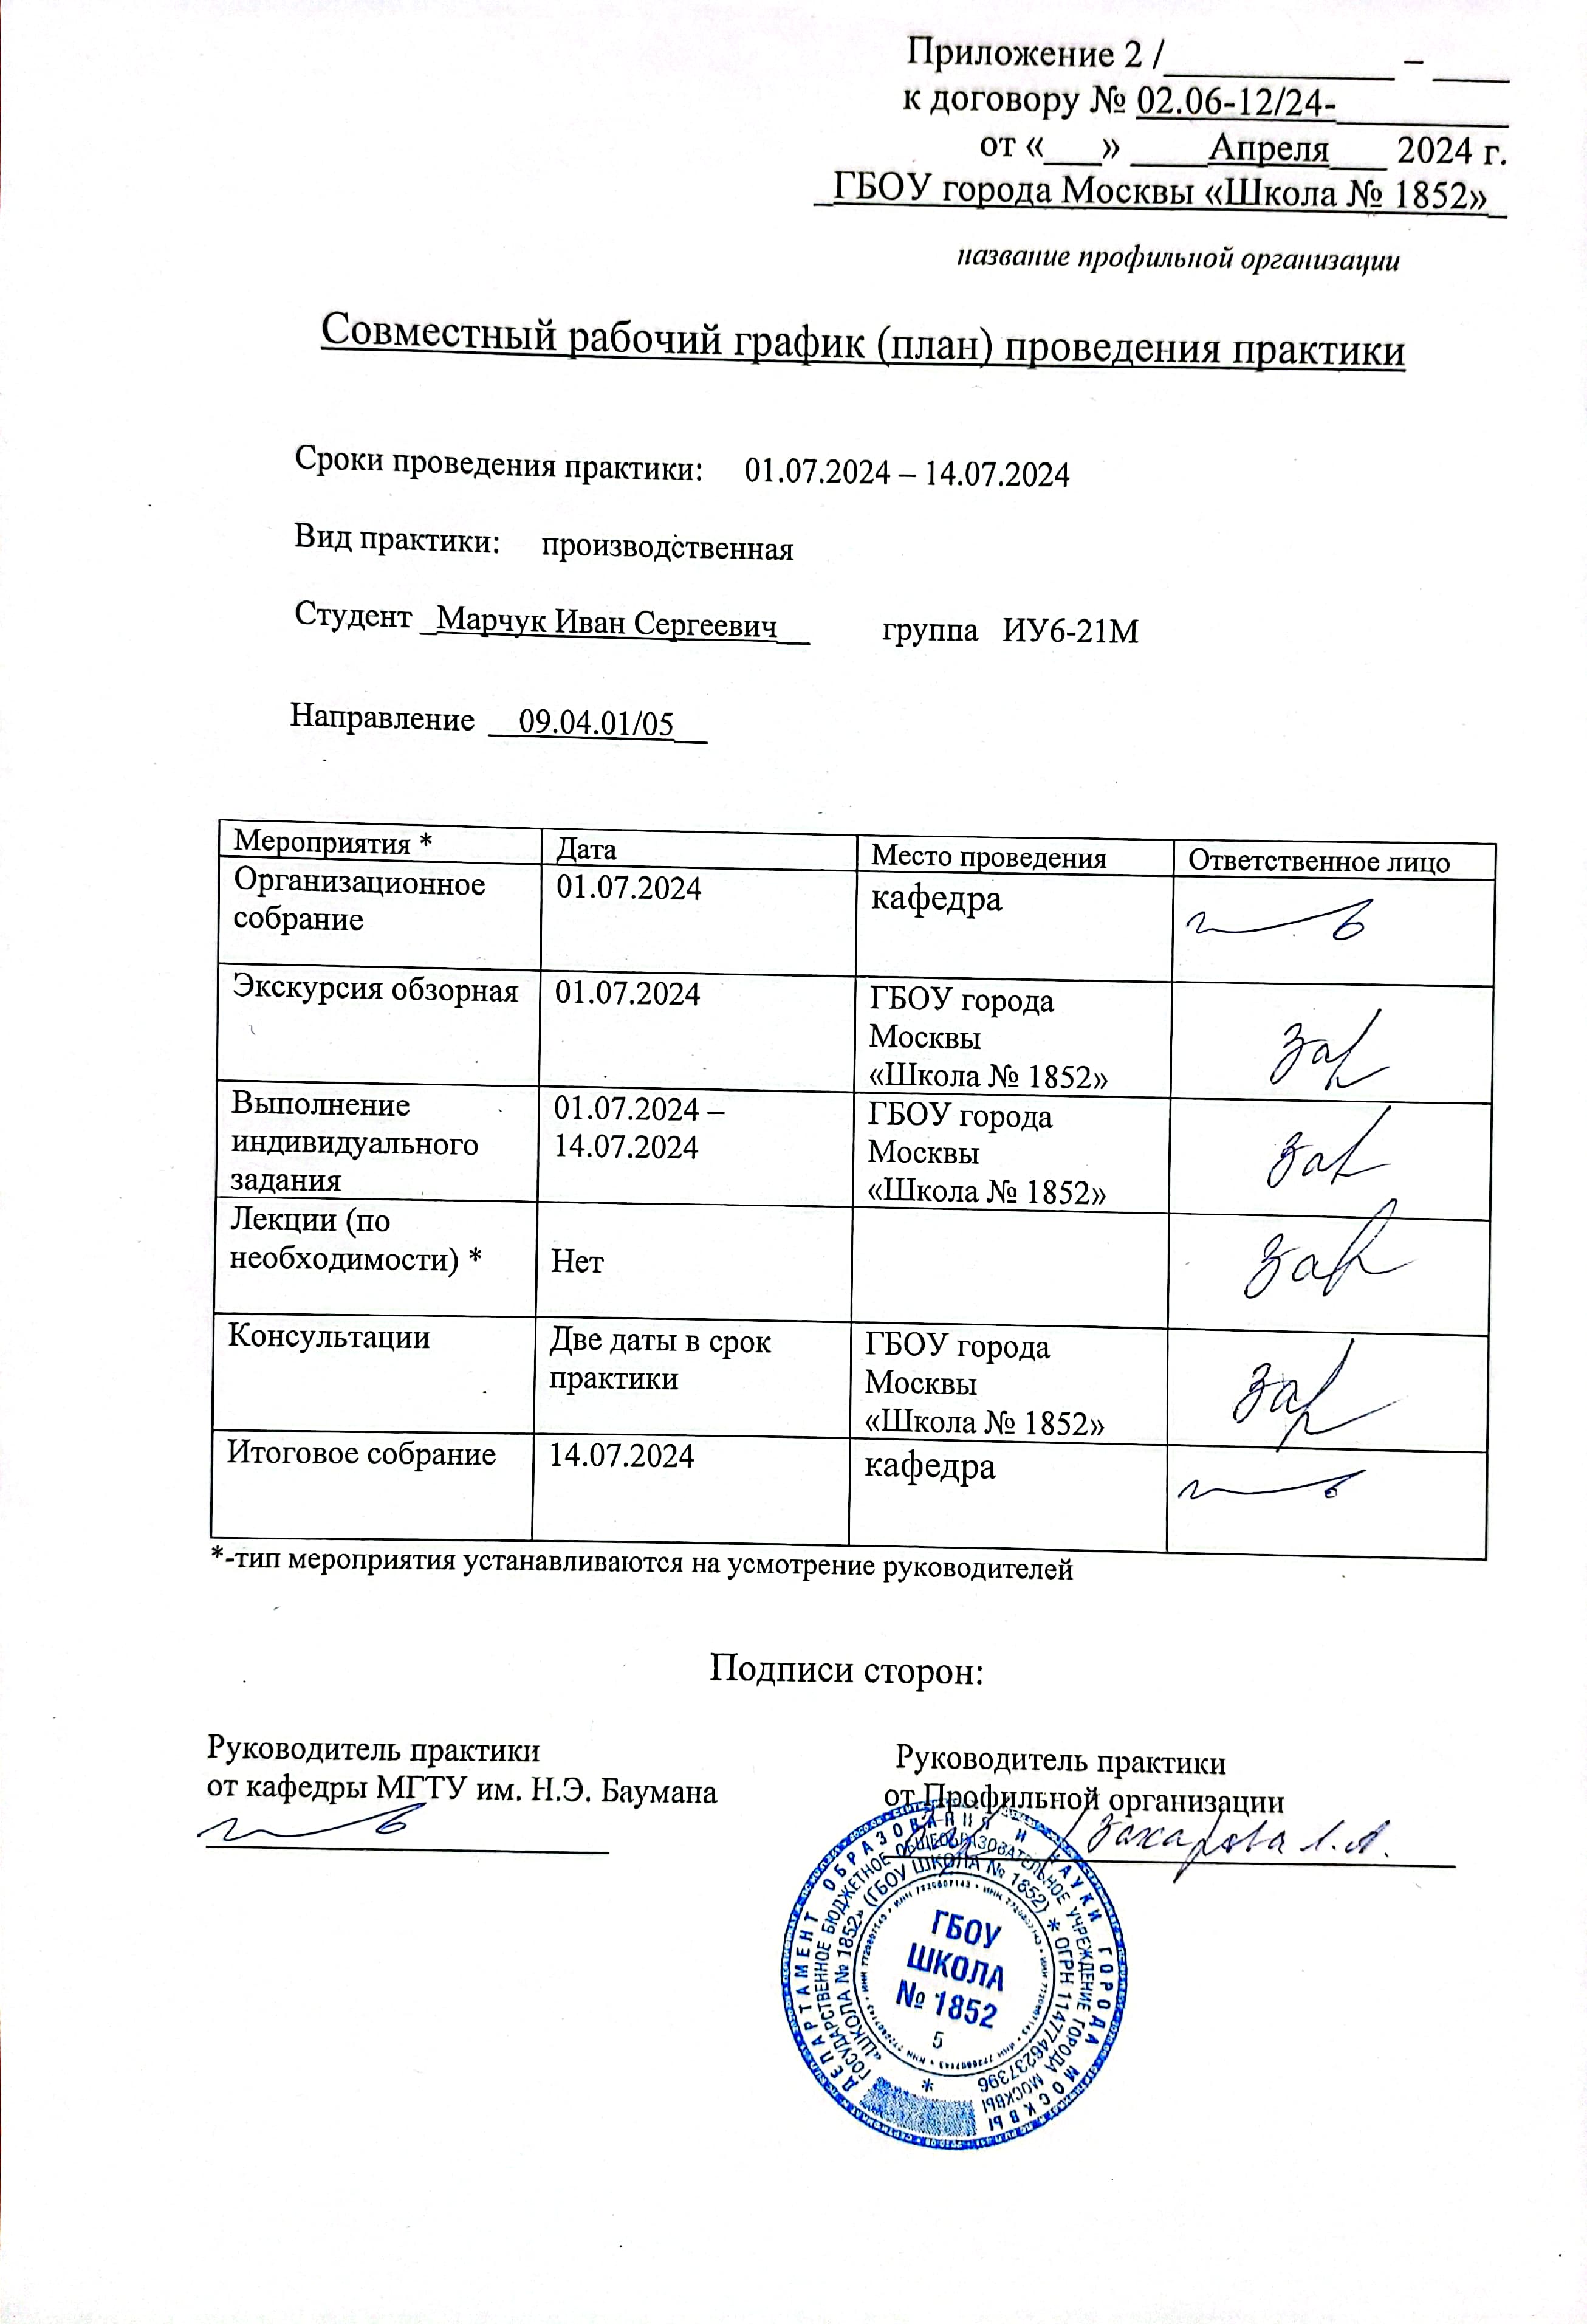 Приложение 2 /____________ – ____
к договору № 02.06-12/24-_________
от «___» ____Апреля___ 2024 г.
_ГБОУ города Москвы «Школа № 1852»_
название профильной организации
Совместный рабочий график (план) проведения практики
Сроки проведения практики: 01.07.2024 – 14.07.2024
Вид практики: производственная
Студент _Марчук Иван Сергеевич__ группа ИУ6-21М
Направление __09.04.01/05__
Мероприятия * Дата Место проведения Ответственное лицо
Организационное 01.07.2024 кафедра
собрание
Экскурсия обзорная 01.07.2024 ГБОУ города
Москвы
«Школа № 1852»
Выполнение 01.07.2024 – ГБОУ города
индивидуального 14.07.2024 Москвы
задания «Школа № 1852»
Лекции (по
необходимости) * Нет
Консультации Две даты в срок ГБОУ города
практики Москвы
«Школа № 1852»
Итоговое собрание 14.07.2024 кафедра
*-тип мероприятия устанавливаются на усмотрение руководителей
Подписи сторон:
Руководитель практики Руководитель практики
от кафедры МГТУ им. Н.Э. Баумана от Профильной организации
Захарова Л.А.
ДЕПАРТАМЕНТ ОБРАЗОВАНИЯ И НАУКИ ГОРОДА МОСКВЫ
ГОСУДАРСТВЕННОЕ БЮДЖЕТНОЕ ОБЩЕОБРАЗОВАТЕЛЬНОЕ УЧРЕЖДЕНИЕ ГОРОДА МОСКВЫ
«ШКОЛА № 1852» (ГБОУ ШКОЛА № 1852) * ОГРН 1147746237396 *
ИНН 7720807143
ГБОУ
ШКОЛА
№ 1852
5